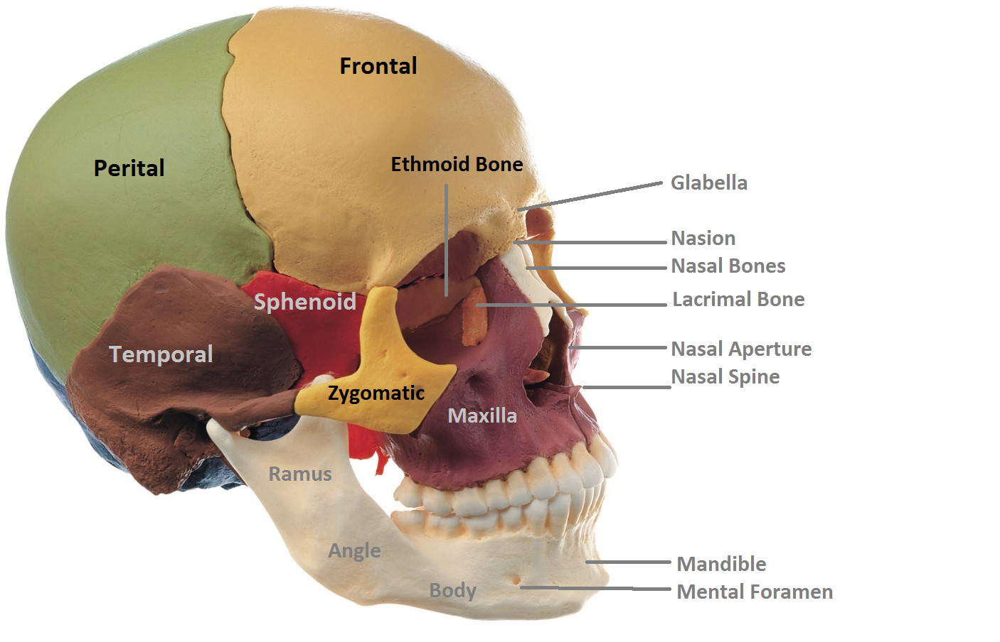 Frontal
Perital
Ethmoid Bone
Glabella
Nasion
Nasal Bones
Sphenoid
Lacrimal Bone
Temporal
Nasal Aperture
Nasal Spine
Zygomatic
Maxilla
Ramus
Angle
Mandible
Body
Mental Foramen